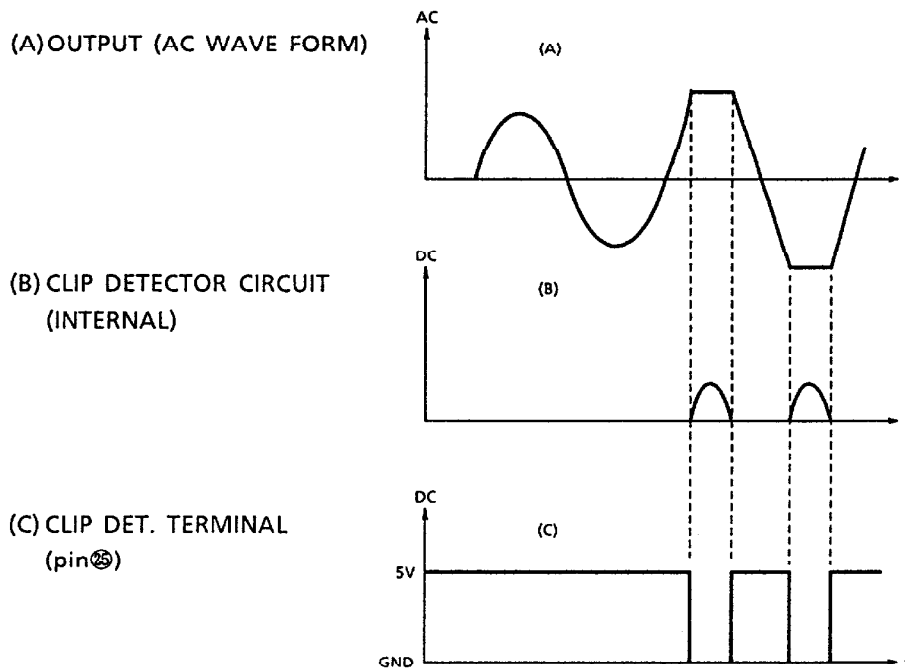 AC
(A) OUTPUT (AC WAVE FORM)
(A)
DC
(B) CLIP DETECTOR CIRCUIT
(INTERNAL)
(B)
DC
(C) CLIP DET. TERMINAL
(pin㉕)
(C)
5V
GND